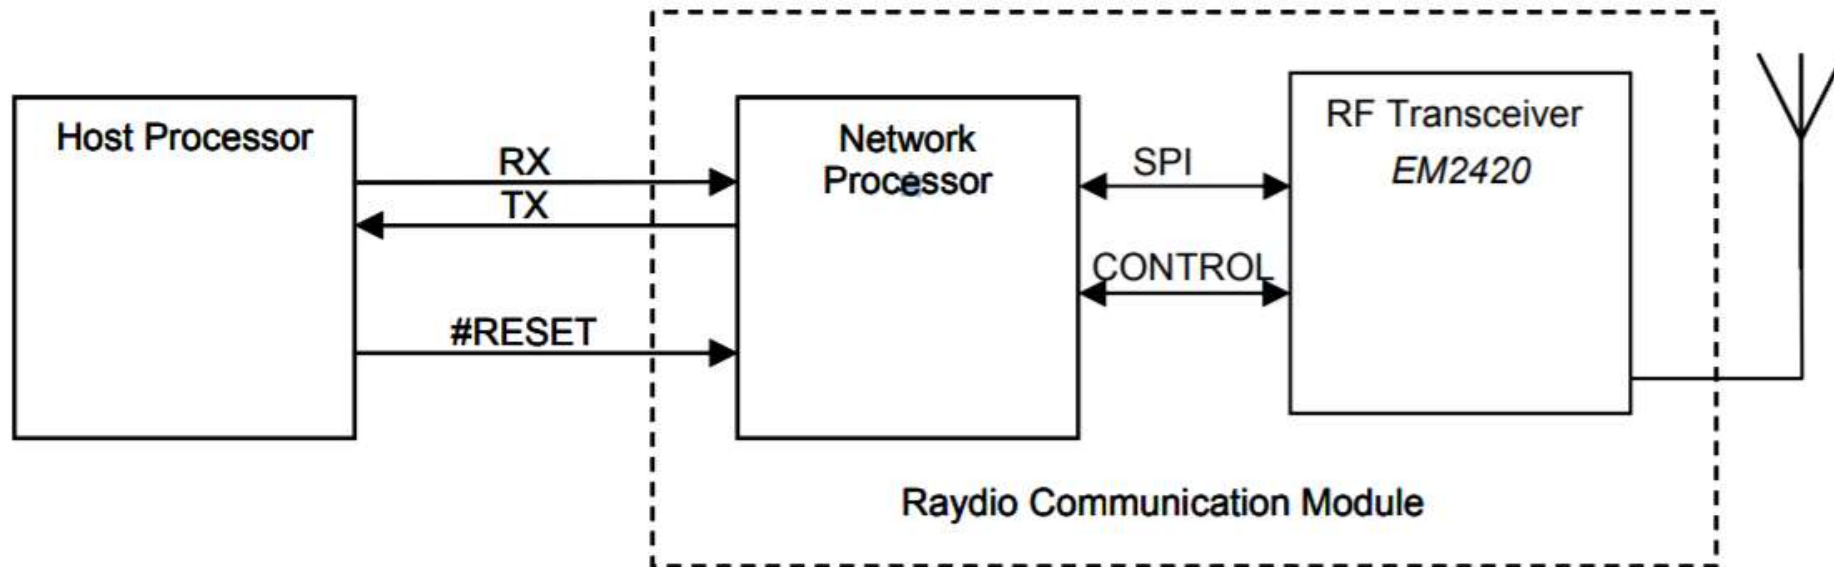 Host Processor
RX
TX
#RESET
Network
Processor
SPI
CONTROL
RF Transceiver
EM2420
Raydio Communication Module